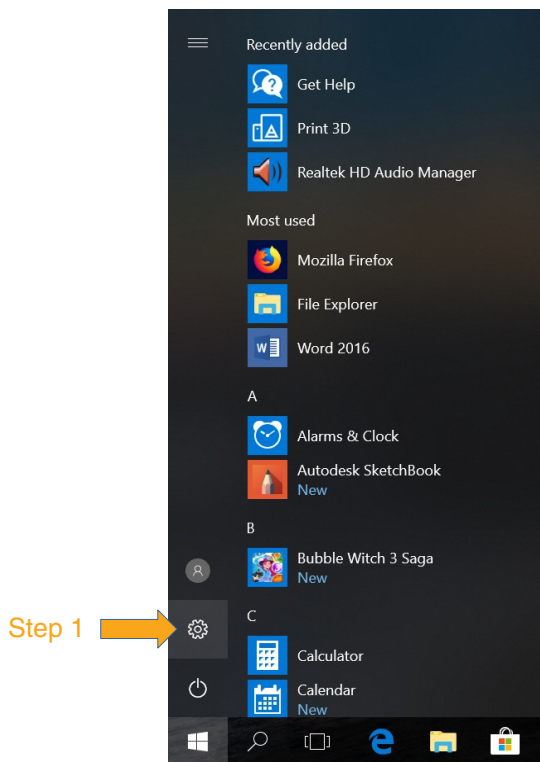 Recently added
Get Help
Print 3D
Realtek HD Audio Manager
Most used
Mozilla Firefox
File Explorer
Word 2016
A
Alarms & Clock
Autodesk SketchBook
New
B
Bubble Witch 3 Saga
New
Step 1
C
Calculator
Calendar
New